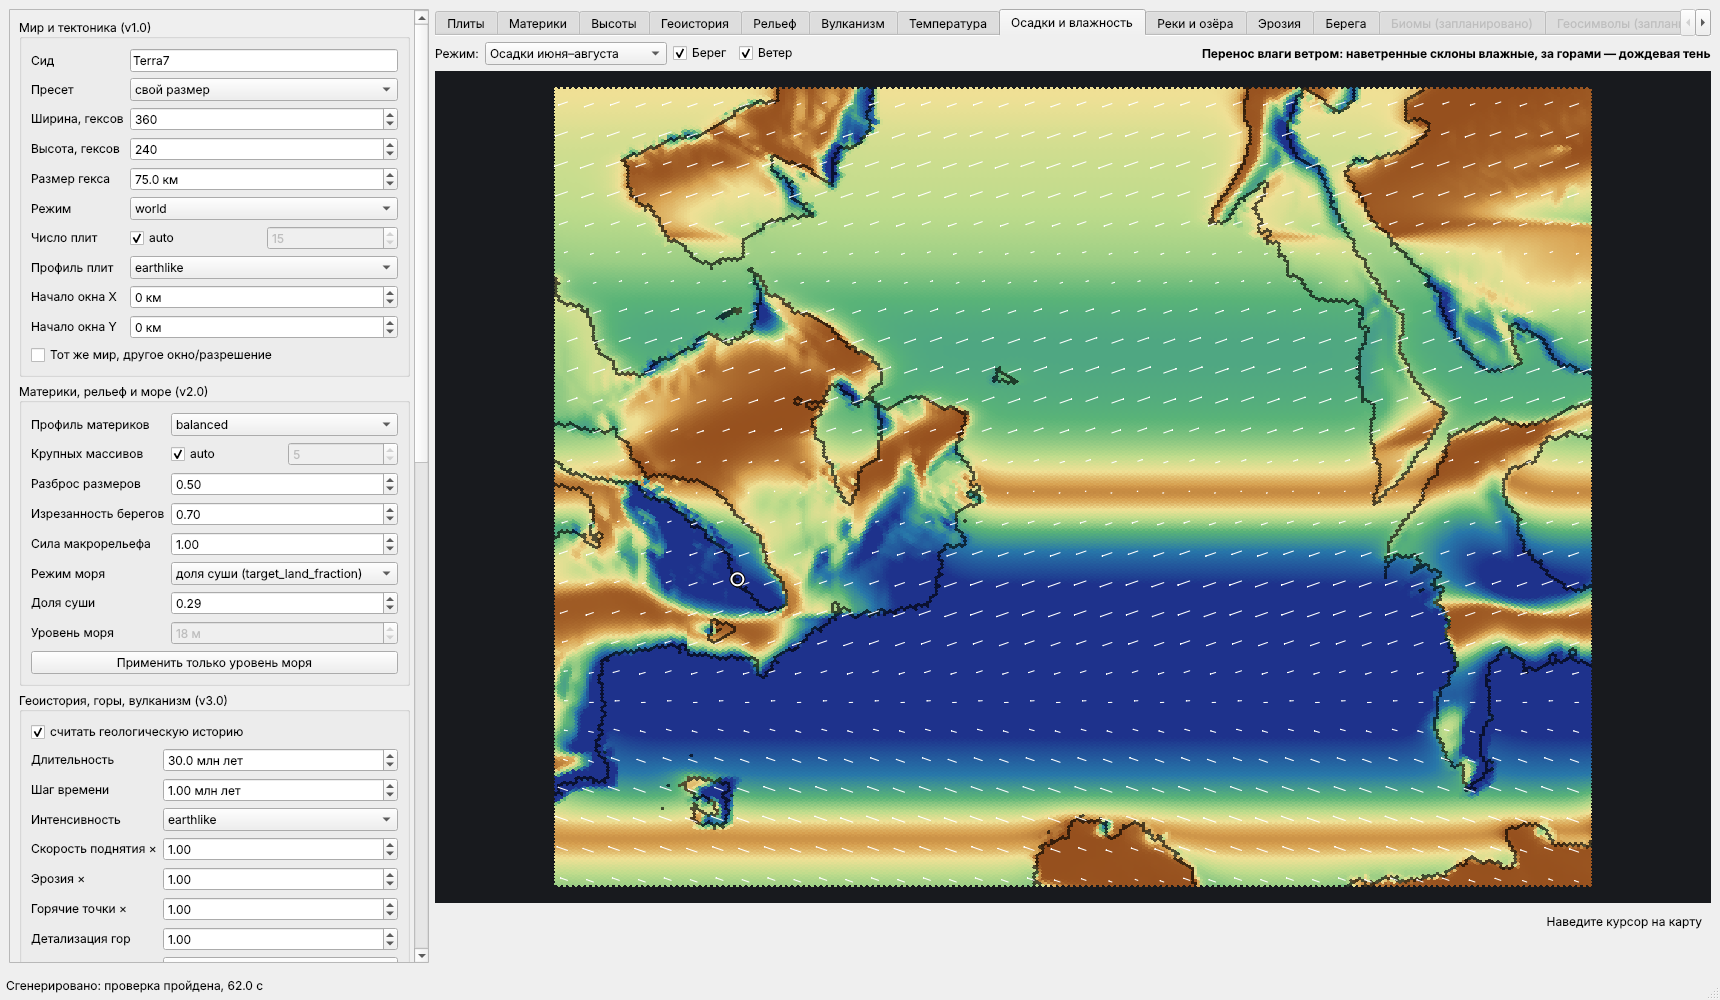 Мир и тектоника (v1.0)
Сид
Terra7
Пресет
свой размер
Ширина, гексов
360
Высота, гексов
240
Размер гекса
75.0 км
Режим
world
Число плит
auto
15
Профиль плит
earthlike
Начало окна X
0 км
Начало окна Y
0 км
Тот же мир, другое окно/разрешение
Материки, рельеф и море (v2.0)
Профиль материков
balanced
Крупных массивов
auto
5
Разброс размеров
0.50
Изрезанность берегов
0.70
Сила макрорельефа
1.00
Режим моря
доля суши (target_land_fraction)
Доля суши
0.29
Уровень моря
18 м
Применить только уровень моря
Геоистория, горы, вулканизм (v3.0)
считать геологическую историю
Длительность
30.0 млн лет
Шаг времени
1.00 млн лет
Интенсивность
earthlike
Скорость поднятия ×
1.00
Эрозия ×
1.00
Горячие точки ×
1.00
Детализация гор
1.00
Сгенерировано: проверка пройдена, 62.0 с
Плиты
Материки
Высоты
Геоистория
Рельеф
Вулканизм
Температура
Осадки и влажность
Реки и озёра
Эрозия
Берега
Биомы (запланировано)
Геосимволы (заплан
Режим:
Осадки июня–августа
Берег
Ветер
Перенос влаги ветром: наветренные склоны влажные, за горами — дождевая тень
Наведите курсор на карту